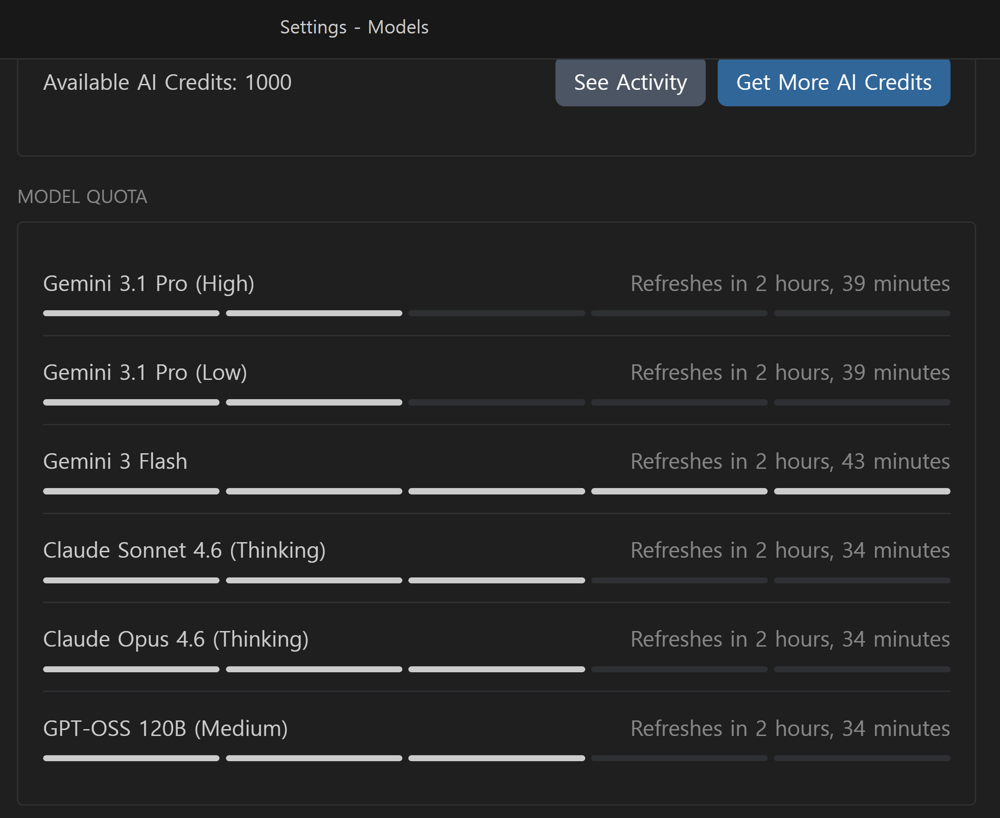 Settings - Models
Available AI Credits: 1000
See Activity
Get More AI Credits
MODEL QUOTA
Gemini 3.1 Pro (High)
Refreshes in 2 hours, 39 minutes
Gemini 3.1 Pro (Low)
Refreshes in 2 hours, 39 minutes
Gemini 3 Flash
Refreshes in 2 hours, 43 minutes
Claude Sonnet 4.6 (Thinking)
Refreshes in 2 hours, 34 minutes
Claude Opus 4.6 (Thinking)
Refreshes in 2 hours, 34 minutes
GPT-OSS 120B (Medium)
Refreshes in 2 hours, 34 minutes